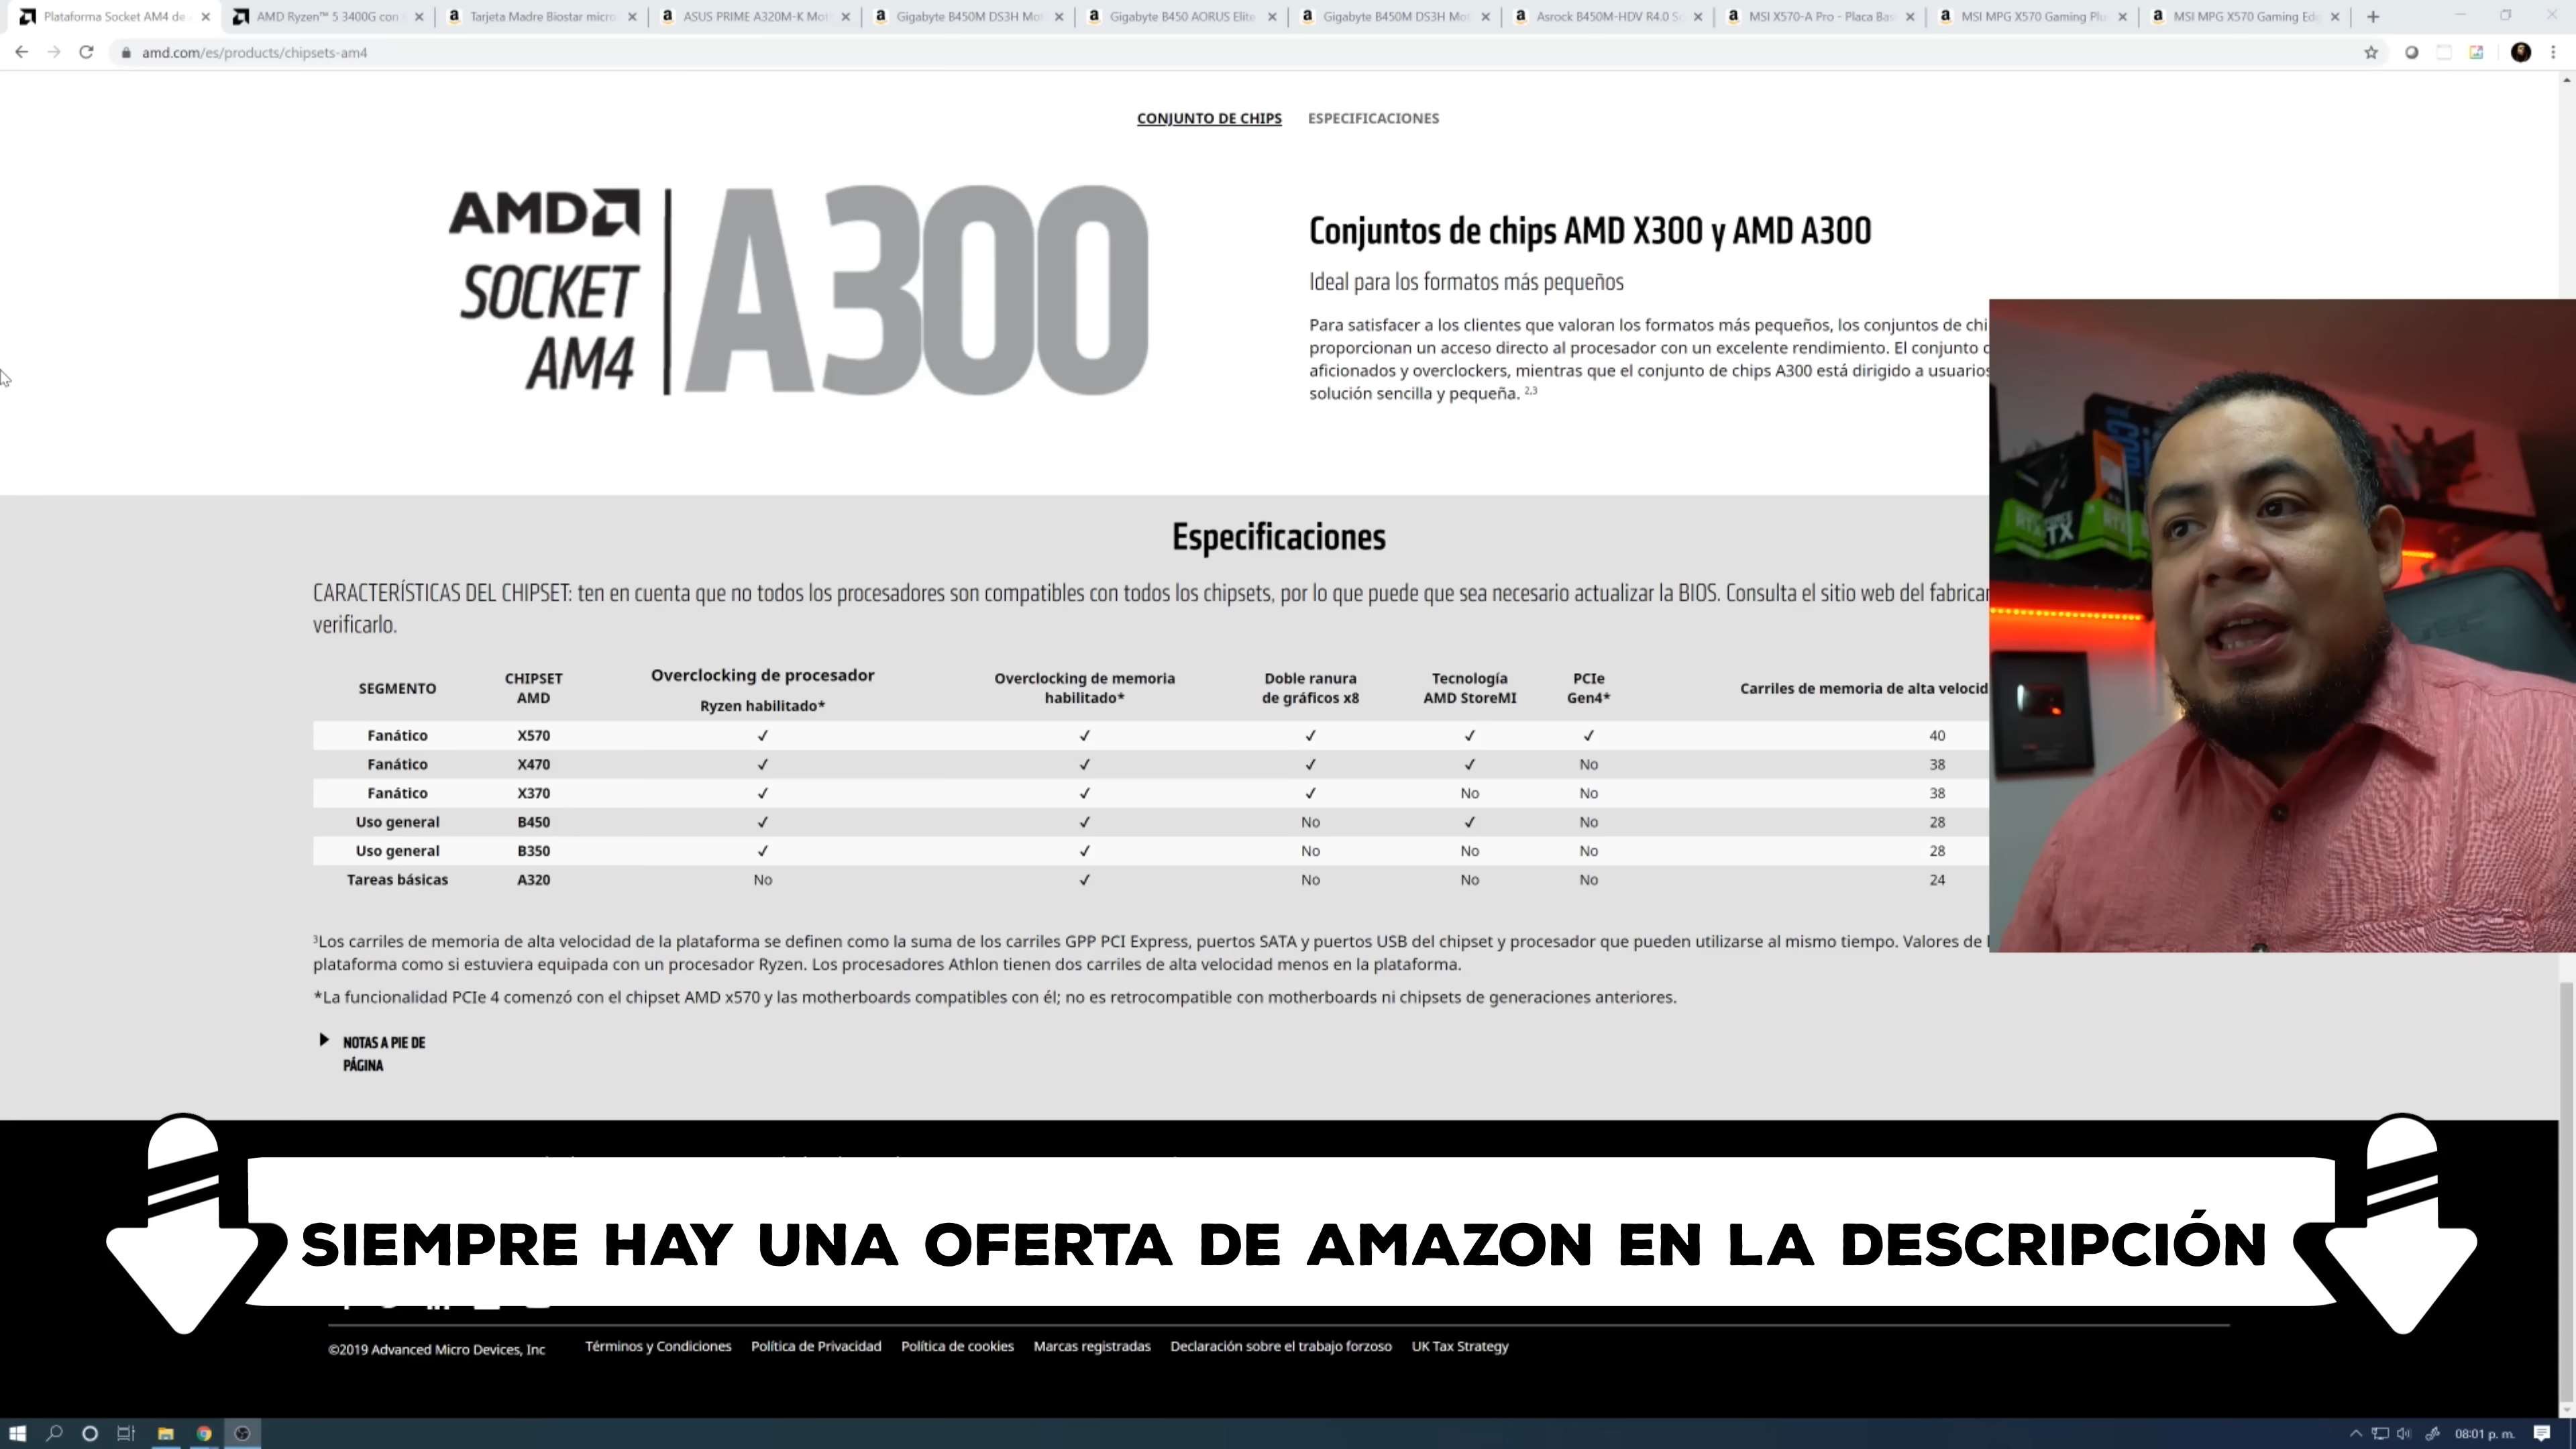 Plataforma Socket AM4 de
AMD Ryzen™ 5 3400G con
Tarjeta Madre Biostar micro
ASUS PRIME A320M-K Mot
Gigabyte B450M DS3H Mot
Gigabyte B450 AORUS Elite
Gigabyte B450M DS3H Mot
Asrock B450M-HDV R4.0 So
MSI X570-A Pro - Placa Bas
MSI MPG X570 Gaming Plu
MSI MPG X570 Gaming Ed
amd.com/es/products/chipsets-am4
CONJUNTO DE CHIPS ESPECIFICACIONES
AMD
SOCKET
AM4
A300
Conjuntos de chips AMD X300 y AMD A300
Ideal para los formatos más pequeños
Para satisfacer a los clientes que valoran los formatos más pequeños, los conjuntos de chi
proporcionan un acceso directo al procesador con un excelente rendimiento. El conjunto
aficionados y overclockers, mientras que el conjunto de chips A300 está dirigido a usuarios
solución sencilla y pequeña. 2,3
Especificaciones
CARACTERÍSTICAS DEL CHIPSET: ten en cuenta que no todos los procesadores son compatibles con todos los chipsets, por lo que puede que sea necesario actualizar la BIOS. Consulta el sitio web del fabrican
verificarlo.
SEGMENTO CHIPSET AMD Overclocking de procesador Ryzen habilitado* Overclocking de memoria habilitado* Doble ranura de gráficos x8 Tecnología AMD StoreMI PCIe Gen4* Carriles de memoria de alta velocid
Fanático X570 ✓ ✓ ✓ ✓ ✓ 40
Fanático X470 ✓ ✓ ✓ ✓ No 38
Fanático X370 ✓ ✓ ✓ No No 38
Uso general B450 ✓ ✓ No ✓ No 28
Uso general B350 ✓ ✓ No No No 28
Tareas básicas A320 No ✓ No No No 24
3Los carriles de memoria de alta velocidad de la plataforma se definen como la suma de los carriles GPP PCI Express, puertos SATA y puertos USB del chipset y procesador que pueden utilizarse al mismo tiempo. Valores de
plataforma como si estuviera equipada con un procesador Ryzen. Los procesadores Athlon tienen dos carriles de alta velocidad menos en la plataforma.
*La funcionalidad PCIe 4 comenzó con el chipset AMD x570 y las motherboards compatibles con él; no es retrocompatible con motherboards ni chipsets de generaciones anteriores.
NOTAS A PIE DE
PÁGINA
SIEMPRE HAY UNA OFERTA DE AMAZON EN LA DESCRIPCIÓN
©2019 Advanced Micro Devices, Inc Términos y Condiciones Política de Privacidad Política de cookies Marcas registradas Declaración sobre el trabajo forzoso UK Tax Strategy
08:01 p. m.